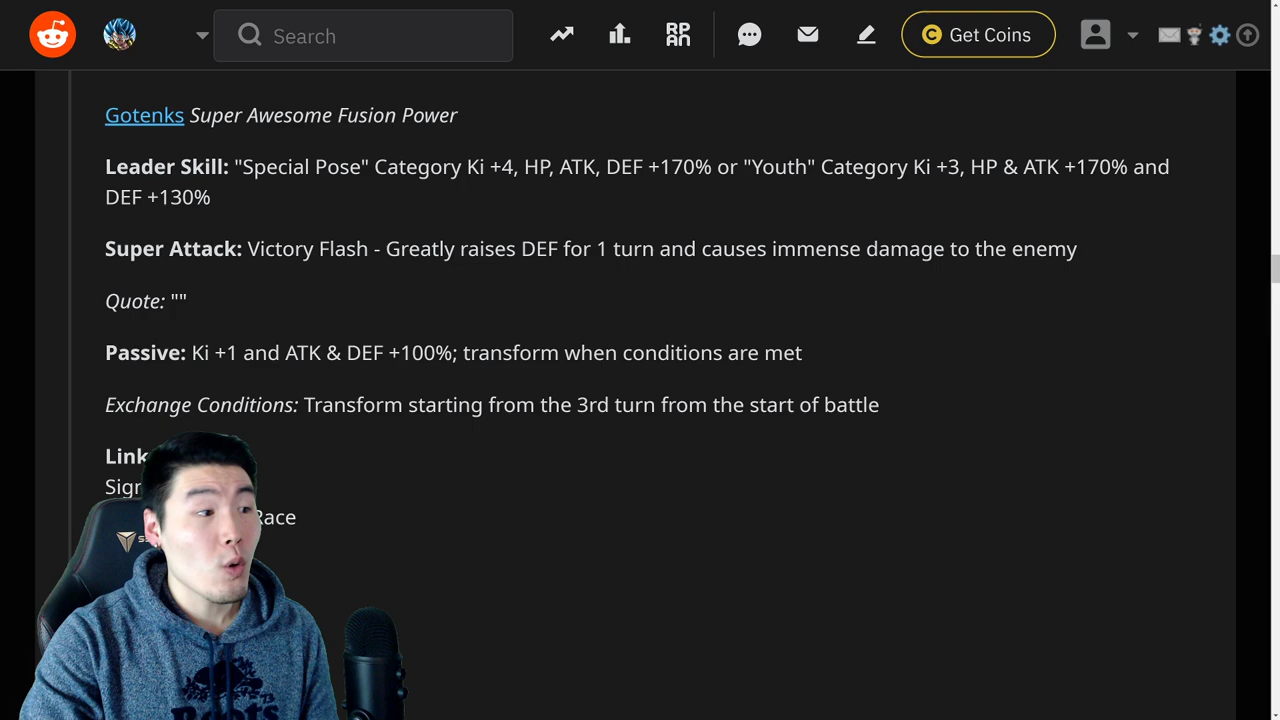 Search
RPAN
Get Coins
Gotenks Super Awesome Fusion Power
Leader Skill: "Special Pose" Category Ki +4, HP, ATK, DEF +170% or "Youth" Category Ki +3, HP & ATK +170% and
DEF +130%
Super Attack: Victory Flash - Greatly raises DEF for 1 turn and causes immense damage to the enemy
Quote: ""
Passive: Ki +1 and ATK & DEF +100%; transform when conditions are met
Exchange Conditions: Transform starting from the 3rd turn from the start of battle
Link
Race
Roots